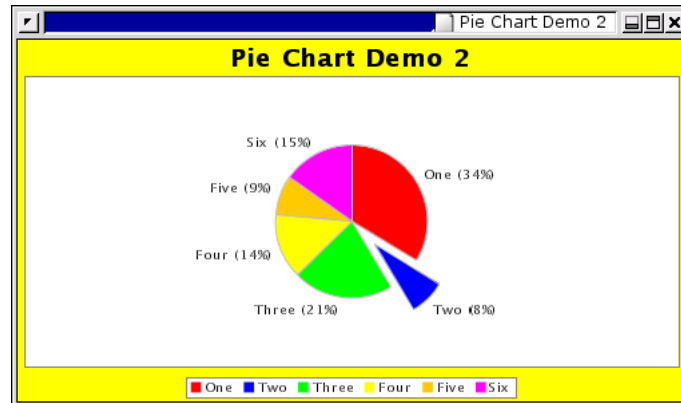 Pie Chart Demo 2
Pie Chart Demo 2
Six (15%)
One (34%)
Five (9%)
Four (14%)
Three (21%)
Two (8%)
One Two Three Four Five Six